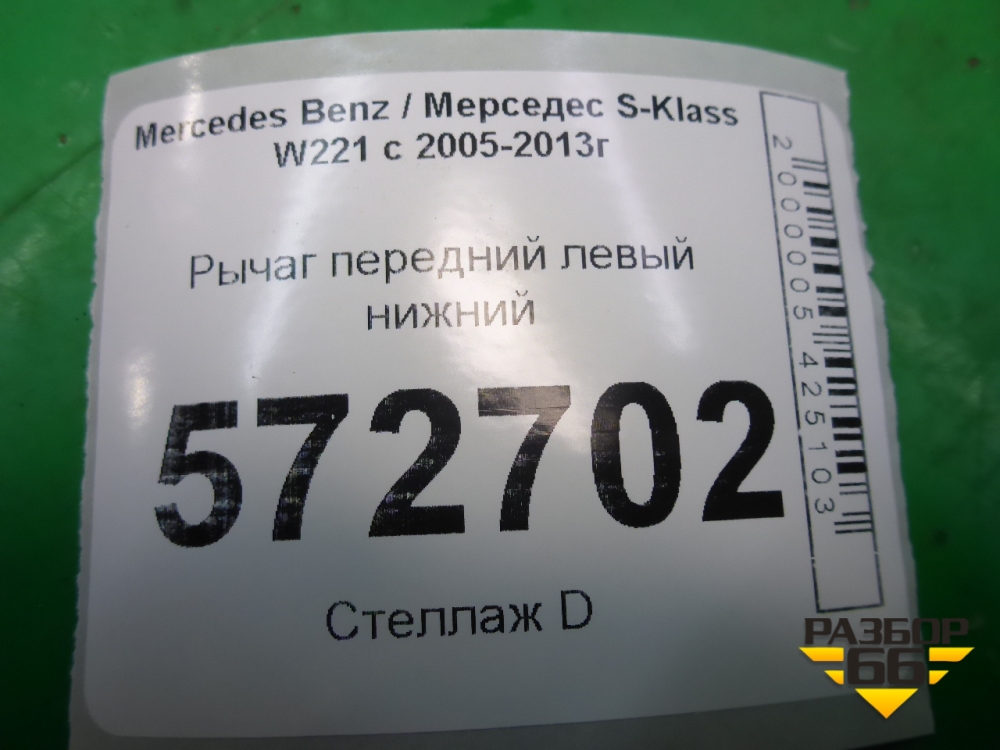 Mercedes Benz / Мерседес S-Klass
W221 с 2005-2013г
Рычаг передний левый
нижний
572702
Стеллаж D
2000005425103
РАЗБОР
66